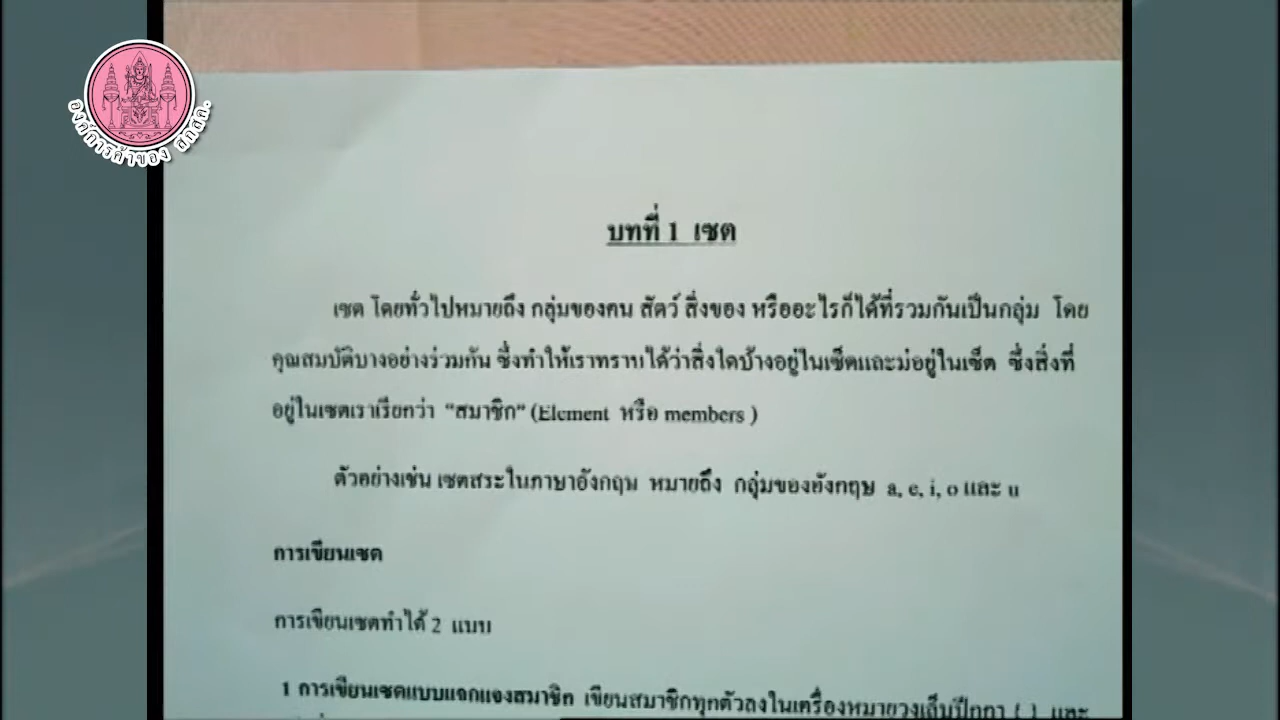 องค์การค้าของ สกสค.
บทที่ 1 เซต
เซต โดยทั่วไปหมายถึง กลุ่มของคน สัตว์ สิ่งของ หรืออะไรก็ได้ที่รวมกันเป็นกลุ่ม โดย
คุณสมบัติบางอย่างร่วมกัน ซึ่งทำให้เราทราบได้ว่าสิ่งใดบ้างอยู่ในเซ็ตและม่อยู่ในเซ็ต ซึ่งสิ่งที่
อยู่ในเซตเราเรียกว่า "สมาชิก" (Element หรือ members )
ตัวอย่างเช่น เซตสระในภาษาอังกฤษ หมายถึง กลุ่มของอังกฤษ a, e, i, o และ u
การเขียนเซต
การเขียนเซตทำได้ 2 แบบ
1 การเขียนเซตแบบแจกแจงสมาชิก เขียนสมาชิกทุกตัวลงในเครื่องหมายวงเล็บปีกกา { } และ